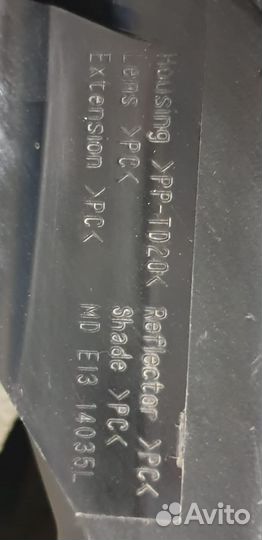 Housing >PP-TD20< Reflector >PC<
Lens >PC< Shade >PC<
Extension >PC< MD E13 14035L
Avito